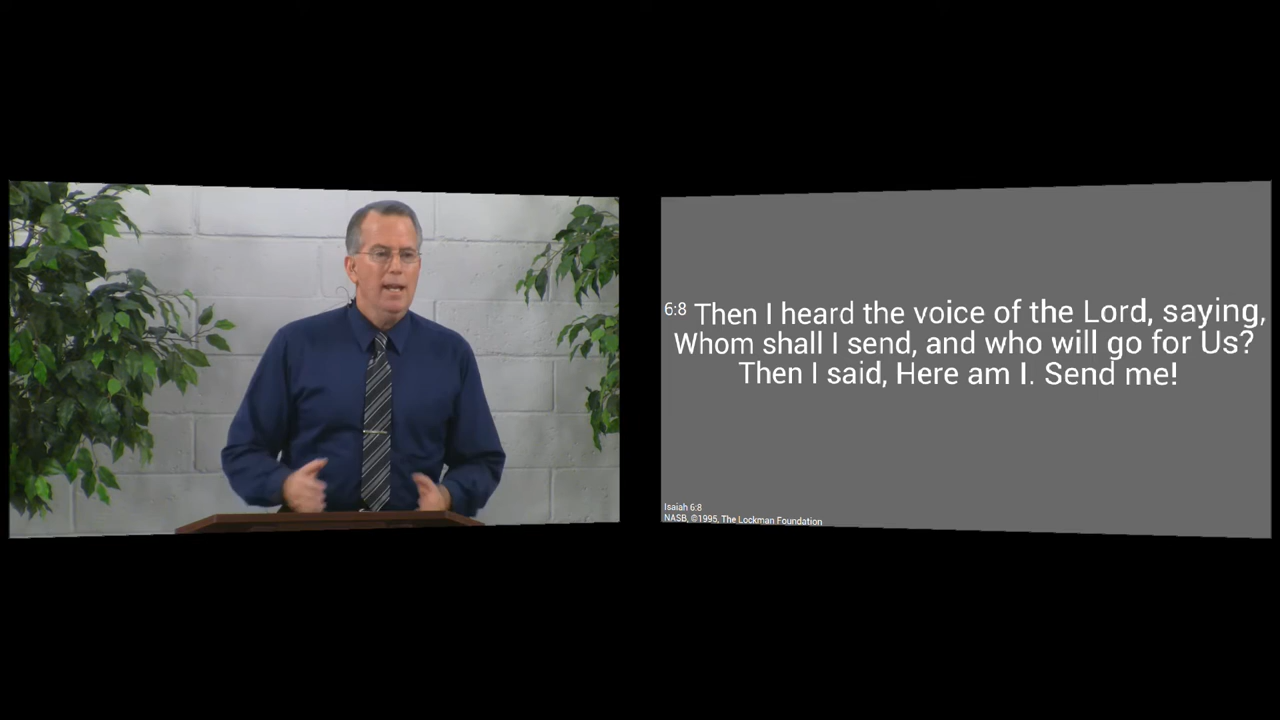 6:8 Then I heard the voice of the Lord, saying,
Whom shall I send, and who will go for Us?
Then I said, Here am I. Send me!
Isaiah 6:8
NASB, ©1995, The Lockman Foundation